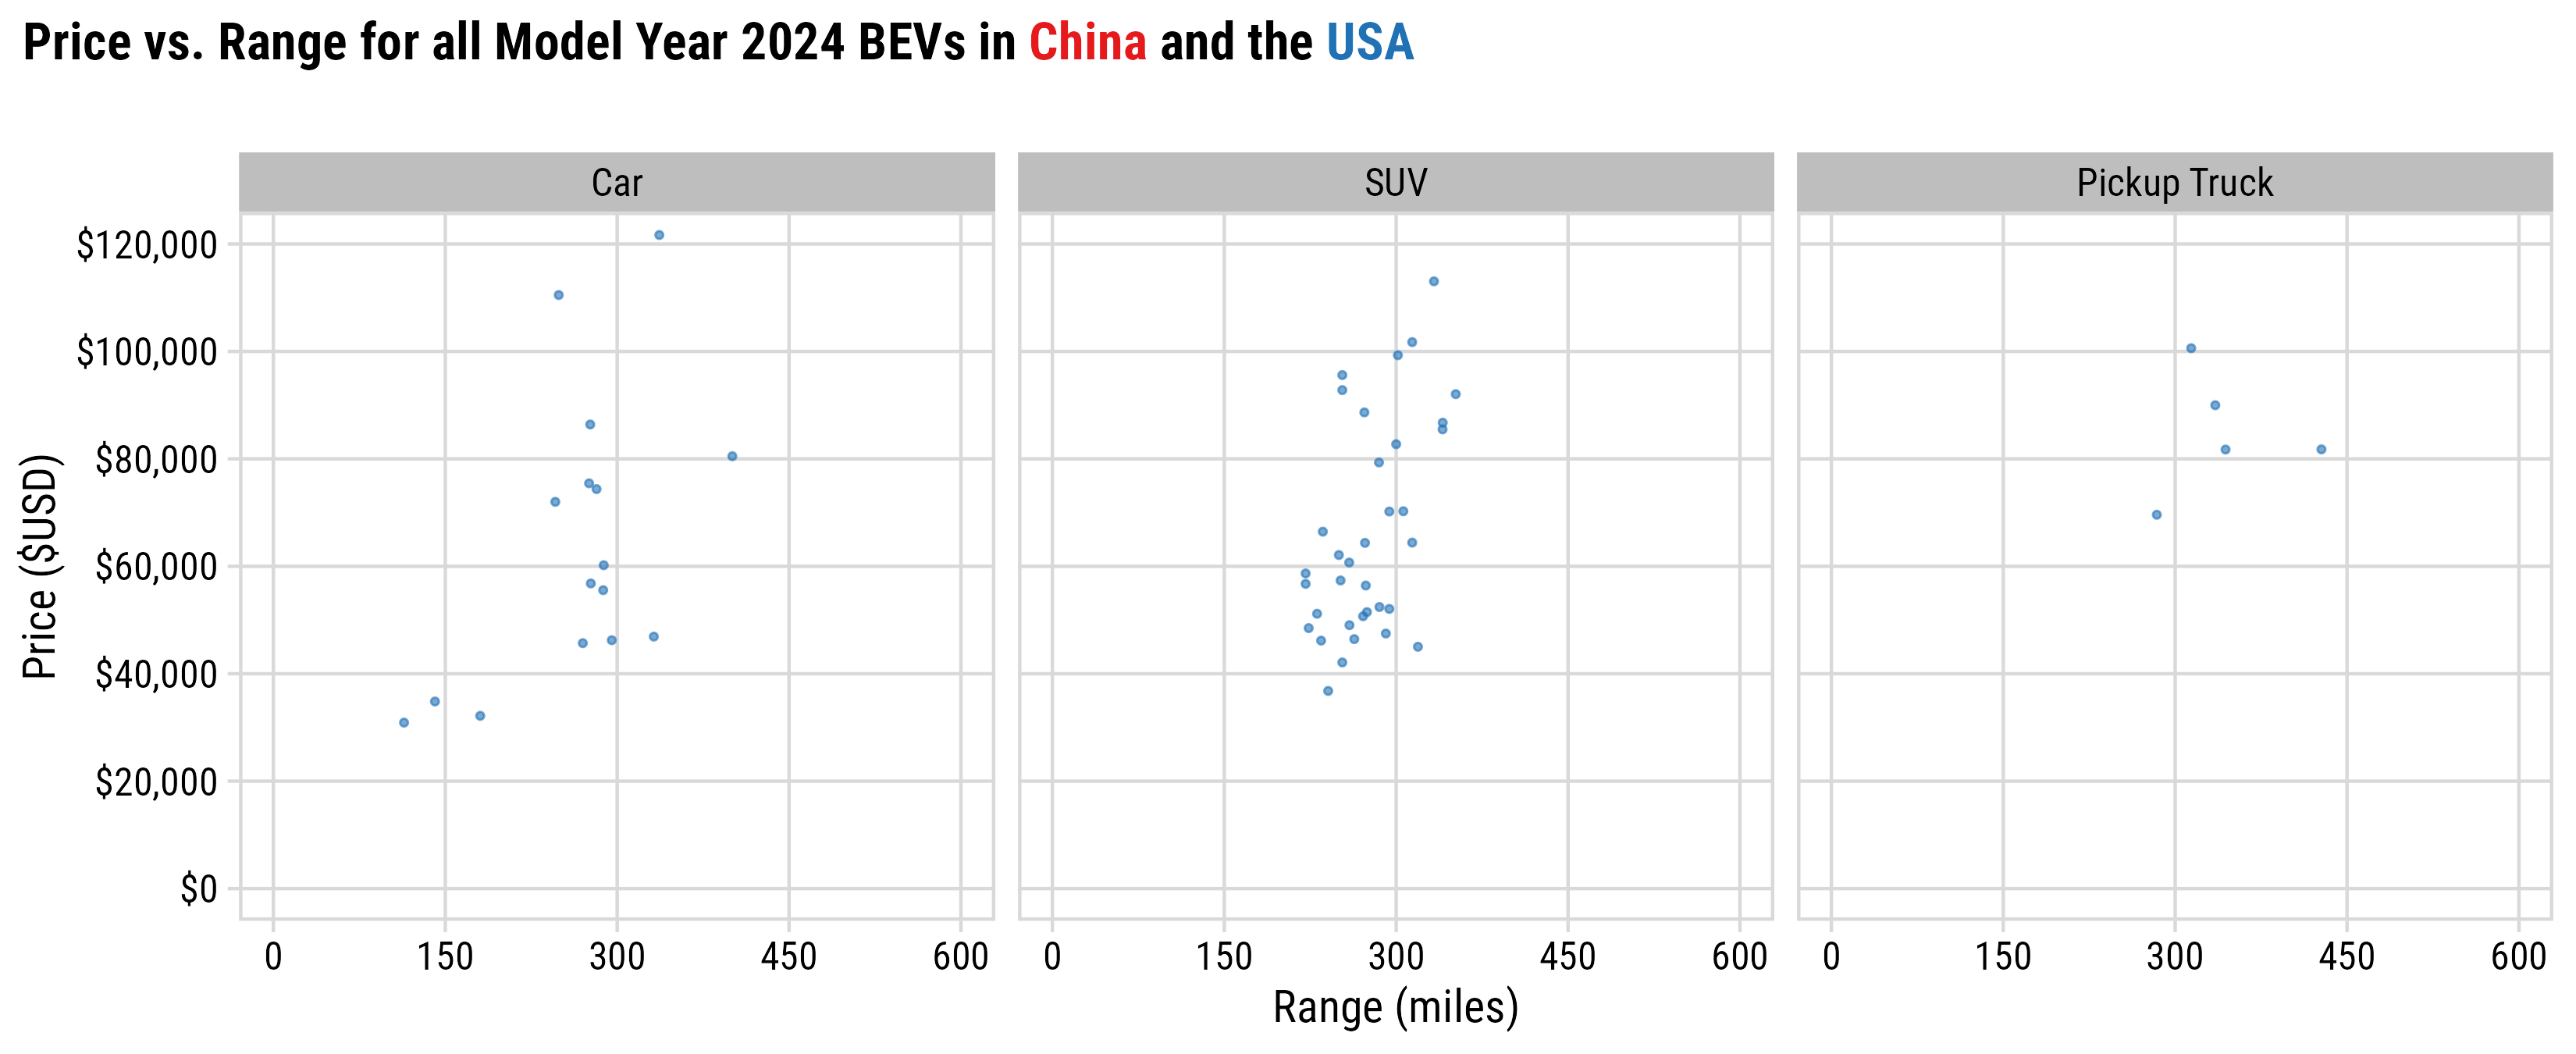 Price vs. Range for all Model Year 2024 BEVs in China and the USA
Car
SUV
Pickup Truck
$120,000
$100,000
$80,000
$60,000
$40,000
$20,000
$0
Price ($USD)
0 150 300 450 600
0 150 300 450 600
0 150 300 450 600
Range (miles)